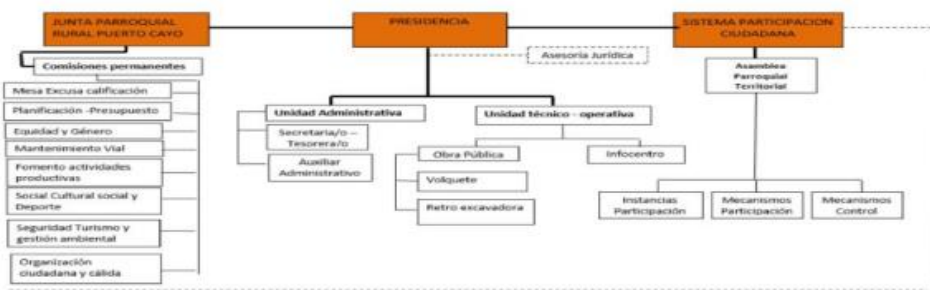 JUNTA PARROQUIAL
RURAL PUERTO CAYO
PRESIDENCIA
SISTEMA PARTICIPACION
CIUDADANA
Asesoría Jurídica
Comisiones permanentes
Mesa Excusa calificación
Planificación -Presupuesto
Equidad y Género
Mantenimiento Vial
Fomento actividades
productivas
Social Cultural social y
Deporte
Seguridad Turismo y
gestión ambiental
Organización
ciudadana y cálida
Unidad Administrativa
Secretaria/o –
Tesorera/o
Auxiliar
Administrativo
Unidad técnico - operativa
Obra Pública
Volquete
Retro excavadora
Infocentro
Asamblea
Parroquial
Territorial
Instancias
Participación
Mecanismos
Participación
Mecanismos
Control